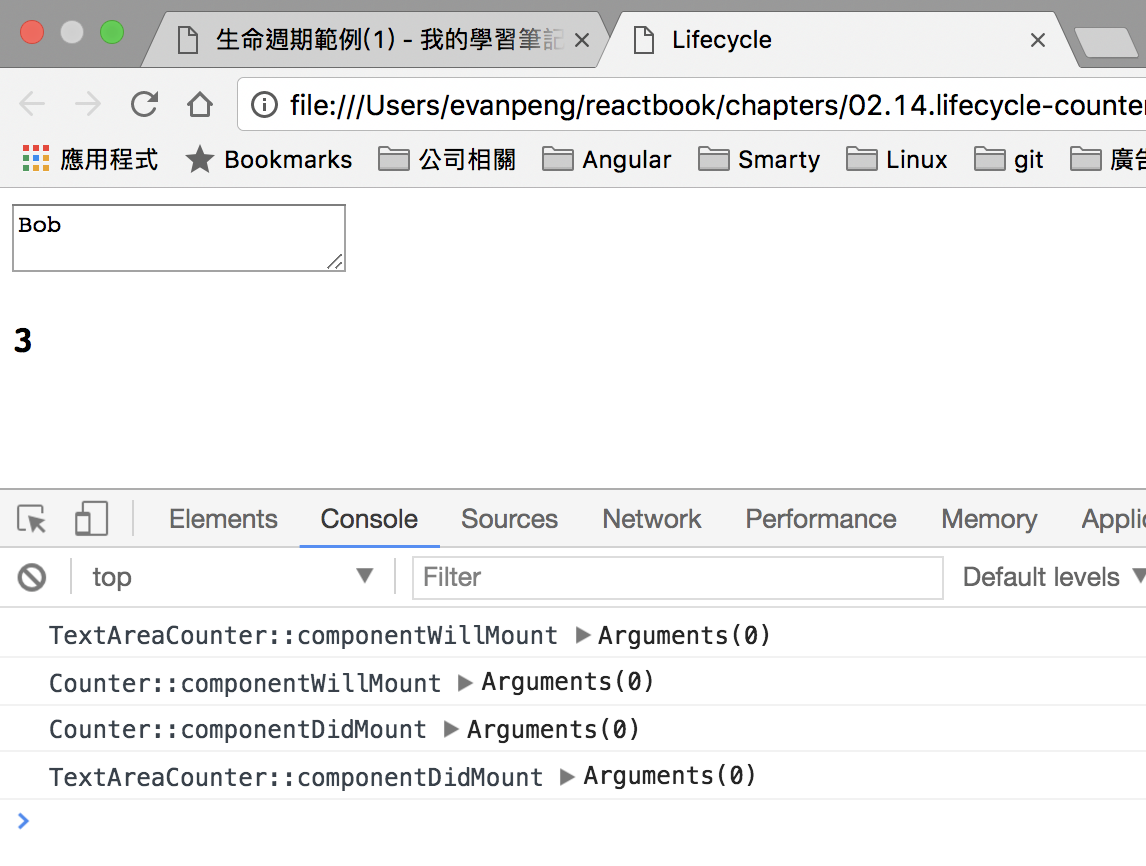 生命週期範例(1) - 我的學習筆記 Lifecycle
file:///Users/evanpeng/reactbook/chapters/02.14.lifecycle-counter
應用程式 Bookmarks 公司相關 Angular Smarty Linux git 廣告
Bob
3
Elements Console Sources Network Performance Memory Applic
top Filter Default levels
TextAreaCounter::componentWillMount Arguments(0)
Counter::componentWillMount Arguments(0)
Counter::componentDidMount Arguments(0)
TextAreaCounter::componentDidMount Arguments(0)